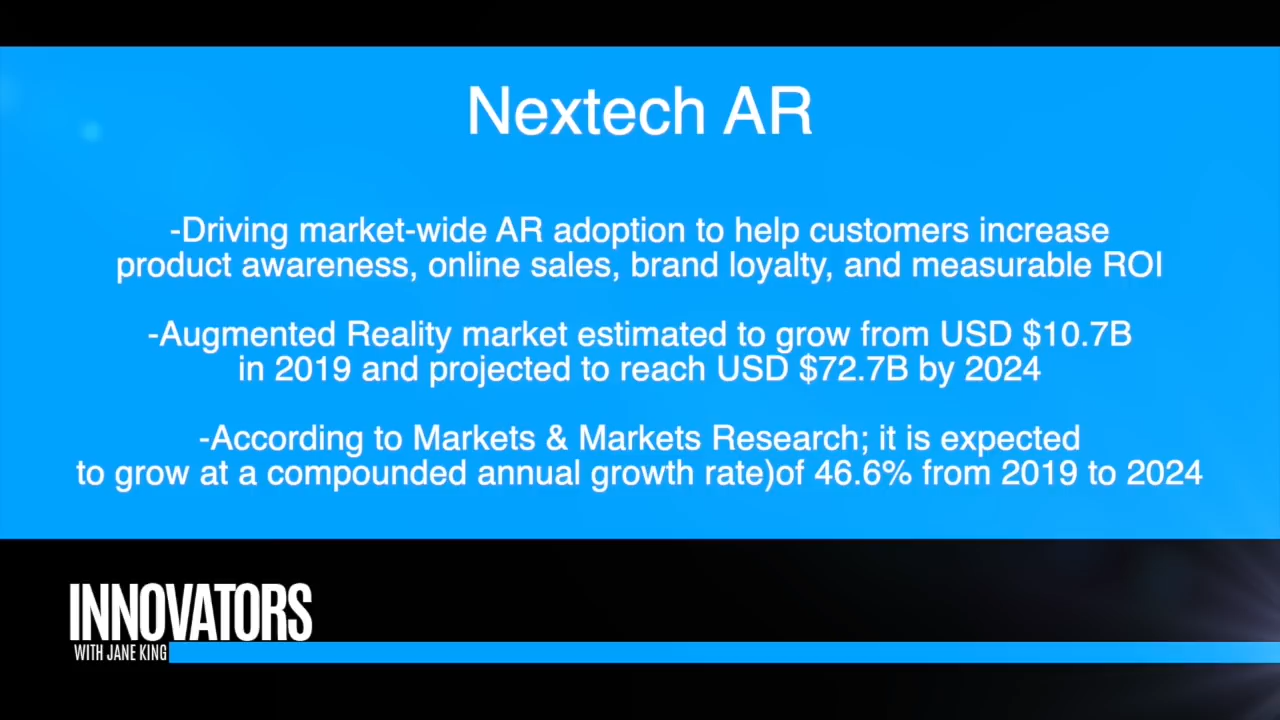 Nextech AR
-Driving market-wide AR adoption to help customers increase
product awareness, online sales, brand loyalty, and measurable ROI
-Augmented Reality market estimated to grow from USD $10.7B
in 2019 and projected to reach USD $72.7B by 2024
-According to Markets & Markets Research; it is expected
to grow at a compounded annual growth rate)of 46.6% from 2019 to 2024
INNOVATORS
WITH JANE KING